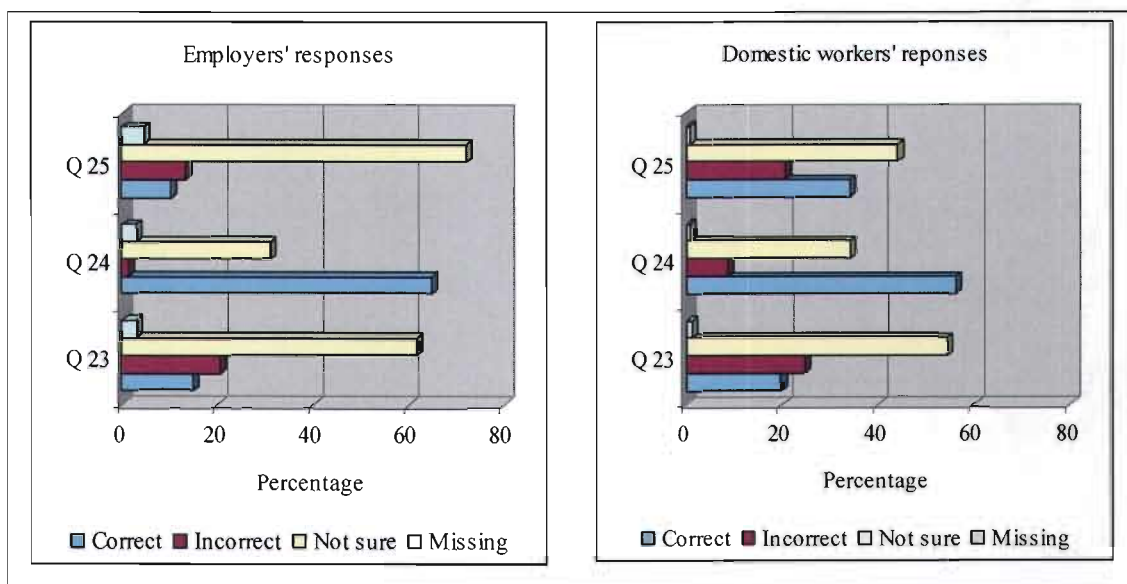 Employers' responses
Q 25
Q 24
Q 23
0 20 40 60 80
Percentage
Correct Incorrect Not sure Missing
Domestic workers' reponses
Q 25
Q 24
Q 23
0 20 40 60 80
Percentage
Correct Incorrect Not sure Missing